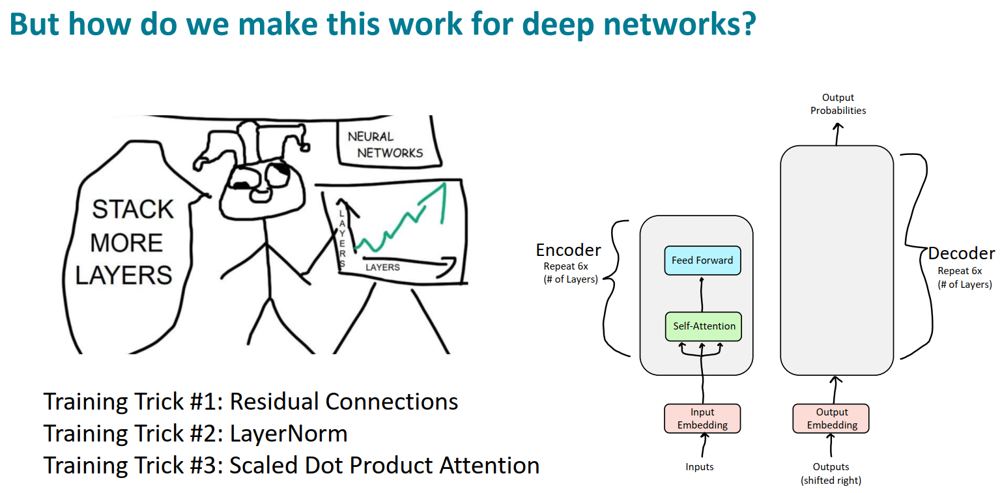 But how do we make this work for deep networks?
STACK
MORE
LAYERS
NEURAL
NETWORKS
LAYERS
LAYERS
Training Trick #1: Residual Connections
Training Trick #2: LayerNorm
Training Trick #3: Scaled Dot Product Attention
Encoder
Repeat 6x
(# of Layers)
Feed Forward
Self-Attention
Input
Embedding
Inputs
Output
Probabilities
Decoder
Repeat 6x
(# of Layers)
Output
Embedding
Outputs
(shifted right)